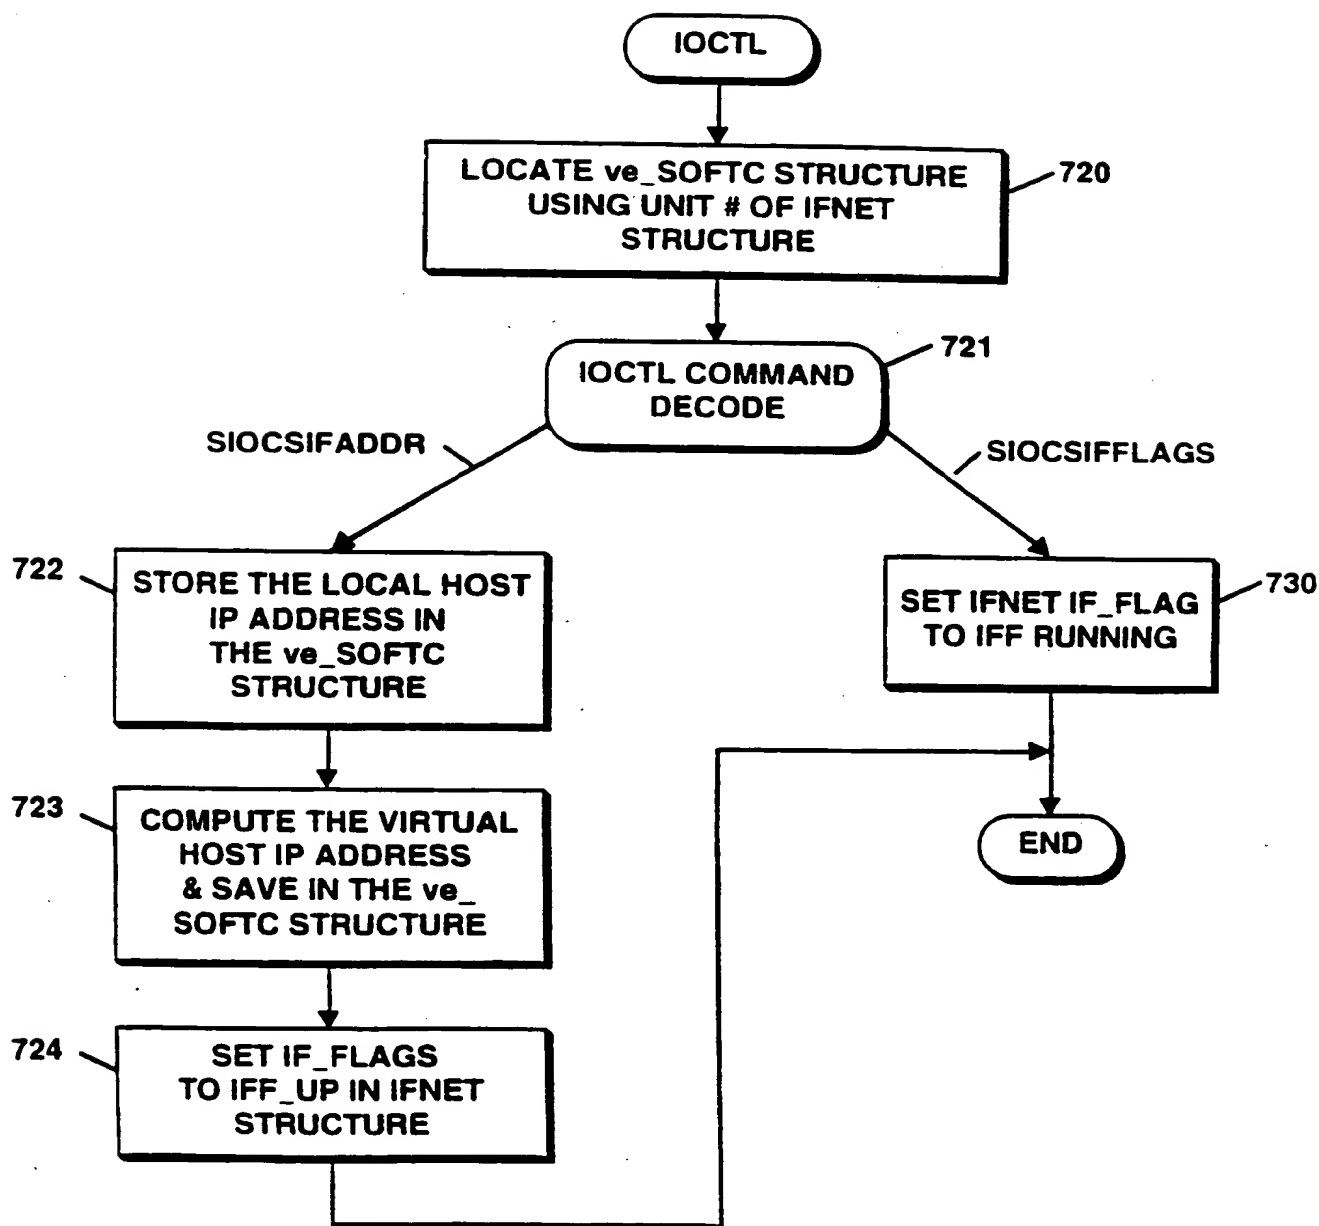 IOCTL
LOCATE ve_SOFTC STRUCTURE
USING UNIT # OF IFNET
STRUCTURE
720
IOCTL COMMAND
DECODE
721
SIOCSIFADDR
SIOCSIFFLAGS
722
STORE THE LOCAL HOST
IP ADDRESS IN
THE ve_SOFTC
STRUCTURE
SET IFNET IF_FLAG
TO IFF RUNNING
730
723
COMPUTE THE VIRTUAL
HOST IP ADDRESS
& SAVE IN THE ve_
SOFTC STRUCTURE
END
724
SET IF_FLAGS
TO IFF_UP IN IFNET
STRUCTURE